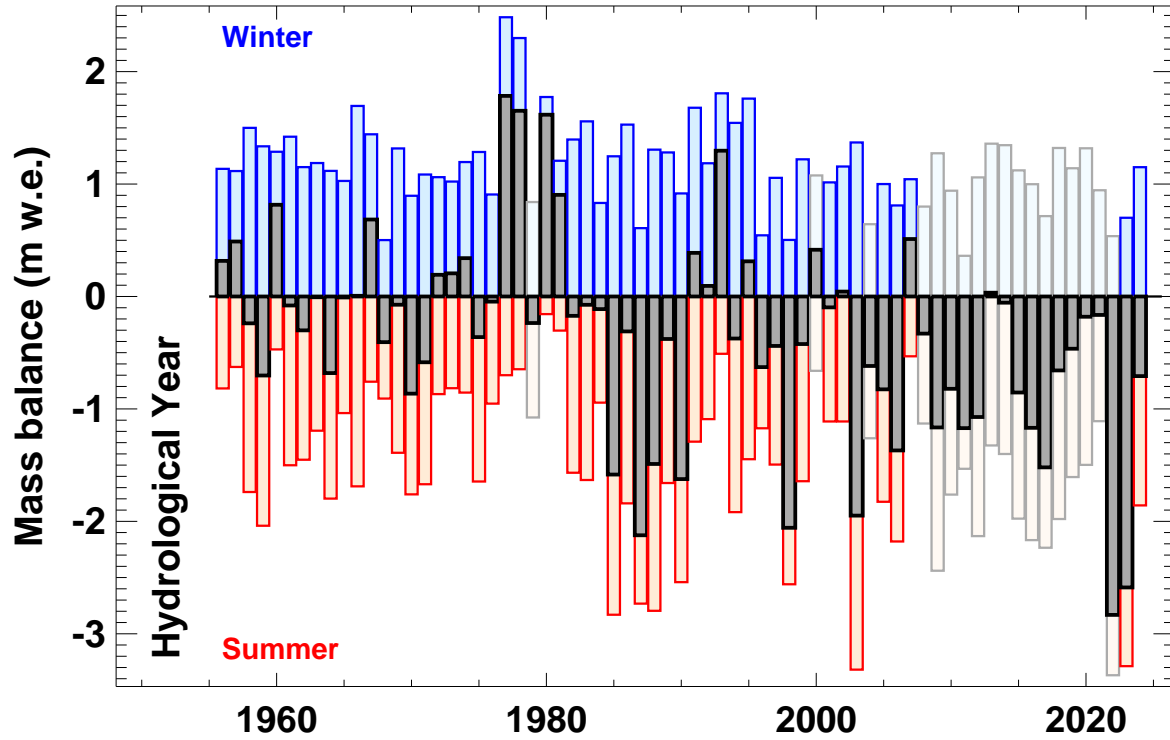 Winter
2
1
0
-1
-2
-3
Mass balance (m w.e.)
Hydrological Year
Summer
1960 1980 2000 2020